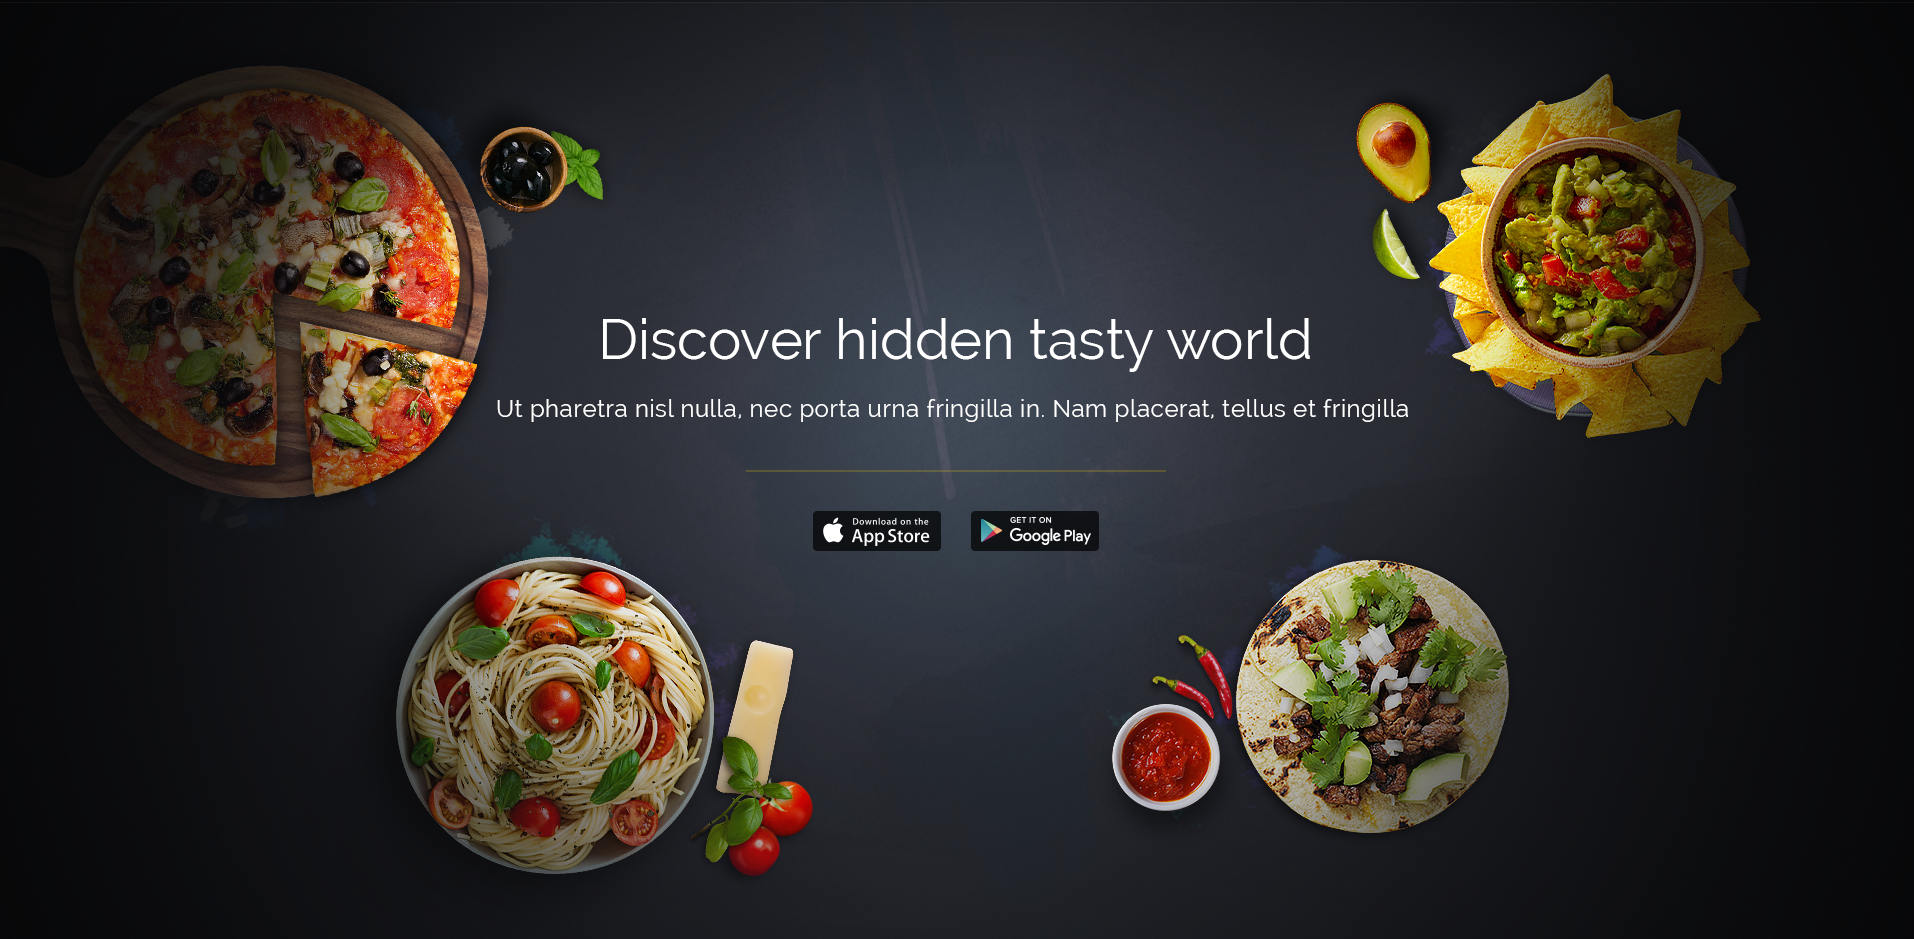 Discover hidden tasty world
Ut pharetra nisl nulla, nec porta urna fringilla in. Nam placerat, tellus et fringilla
Download on the
App Store
GET IT ON
Google Play